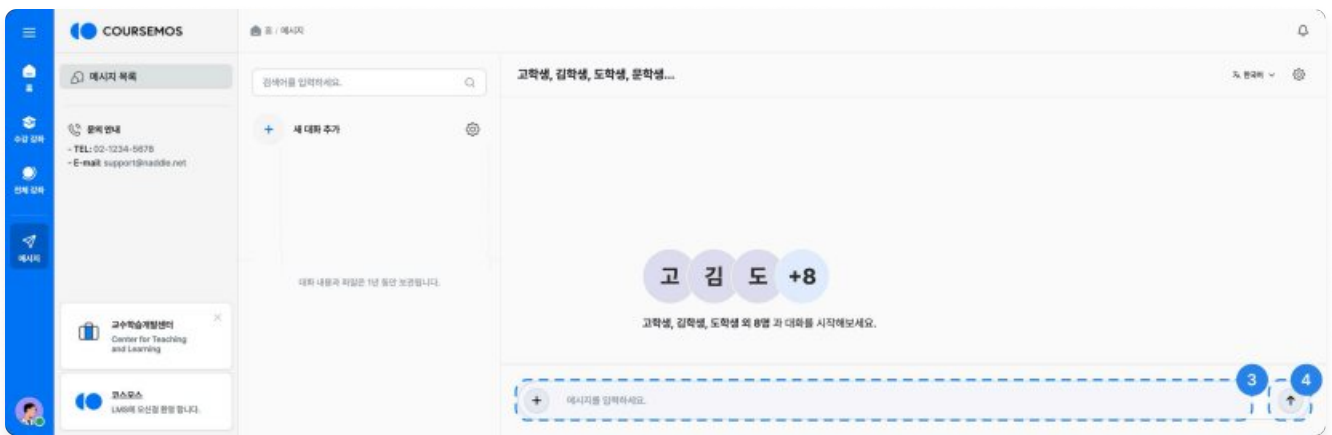 COURSEMOS
홈 / 메시지
홈
수강 강좌
전체 강좌
메시지
메시지 목록
문의 안내
- TEL: 02-1234-5678
- E-mail: support@naddle.net
교수학습개발센터
Center for Teaching
and Learning
코스모스
LMS에 오신걸 환영 합니다.
검색어를 입력하세요.
새 대화 추가
대화 내용과 파일은 1년 동안 보관됩니다.
고학생, 김학생, 도학생, 문학생...
한국어
고 김 도 +8
고학생, 김학생, 도학생 외 8명 과 대화를 시작해보세요.
메시지를 입력하세요.
3
4